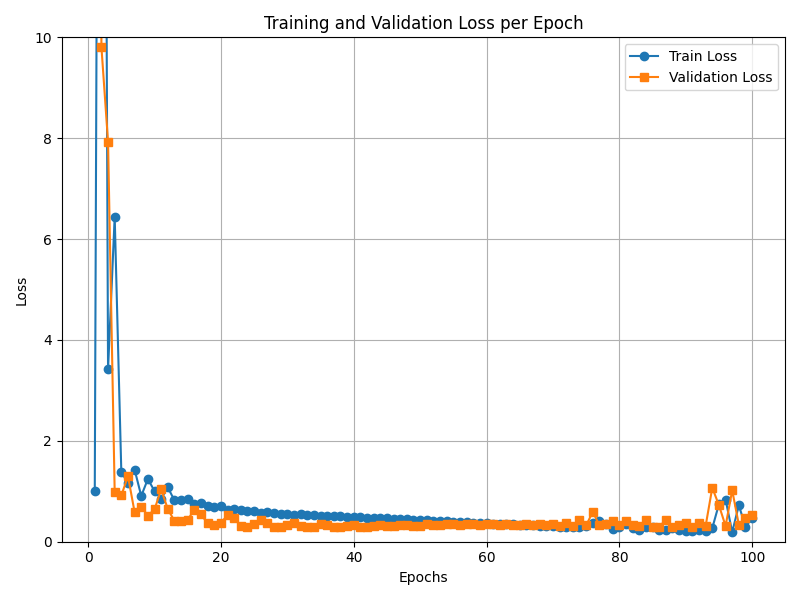 Training and Validation Loss per Epoch
Train Loss
Validation Loss
10
8
6
4
2
0
Loss
0 20 40 60 80 100
Epochs